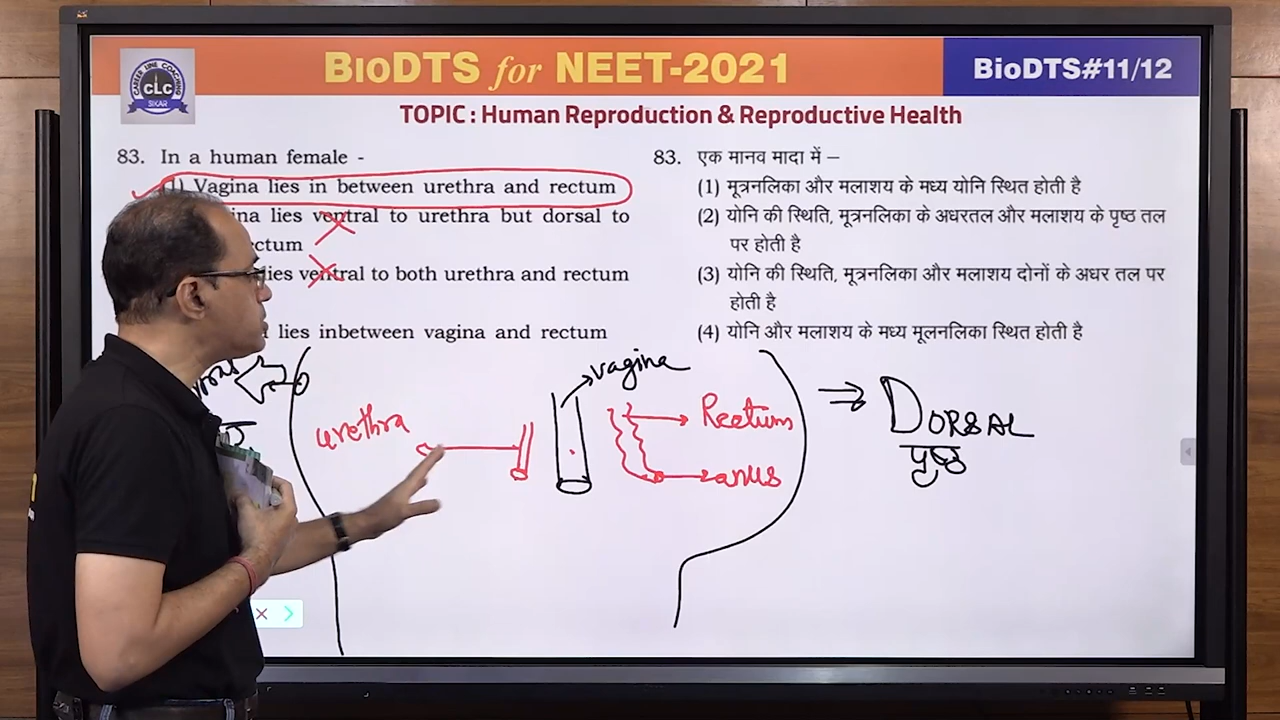 BIODTS for NEET-2021
BioDTS#11/12
CAREER LINE COACHING
CLC
SIKAR
TOPIC : Human Reproduction & Reproductive Health
83. In a human female -
Vagina lies in between urethra and rectum
lies ventral to urethra but dorsal to
lies ventral to both urethra and rectum
lies inbetween vagina and rectum
83. एक मानव मादा में –
(1) मूत्रनलिका और मलाशय के मध्य योनि स्थित होती है
(2) योनि की स्थिति, मूत्रनलिका के अधरतल और मलाशय के पृष्ठ तल
पर होती है
(3) योनि की स्थिति, मूत्रनलिका और मलाशय दोनों के अधर तल पर
होती है
(4) योनि और मलाशय के मध्य मूलनलिका स्थित होती है
vagina
urethra
Rectum
anus
DORSAL
पृष्ठ